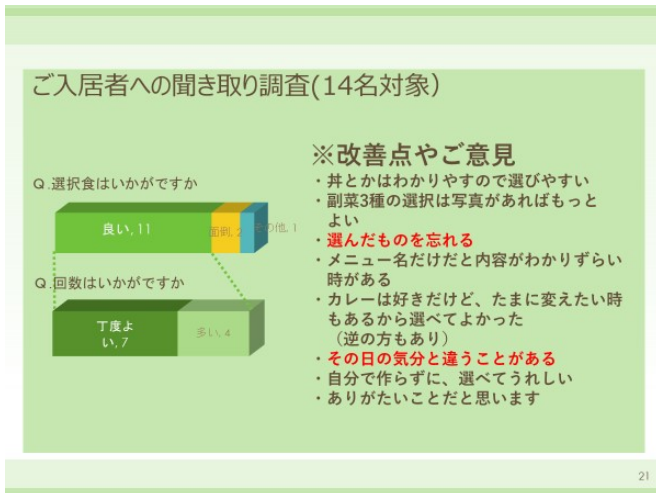 ご入居者への聞き取り調査(14名対象）
Q.選択食はいかがですか
良い, 11
面倒, 2
その他, 1
Q.回数はいかがですか
丁度よ
い, 7
多い, 4
※改善点やご意見
・丼とかはわかりやすので選びやすい
・副菜3種の選択は写真があればもっと
よい
・選んだものを忘れる
・メニュー名だけだと内容がわかりずらい
時がある
・カレーは好きだけど、たまに変えたい時
もあるから選べてよかった
（逆の方もあり）
・その日の気分と違うことがある
・自分で作らずに、選べてうれしい
・ありがたいことだと思います
21